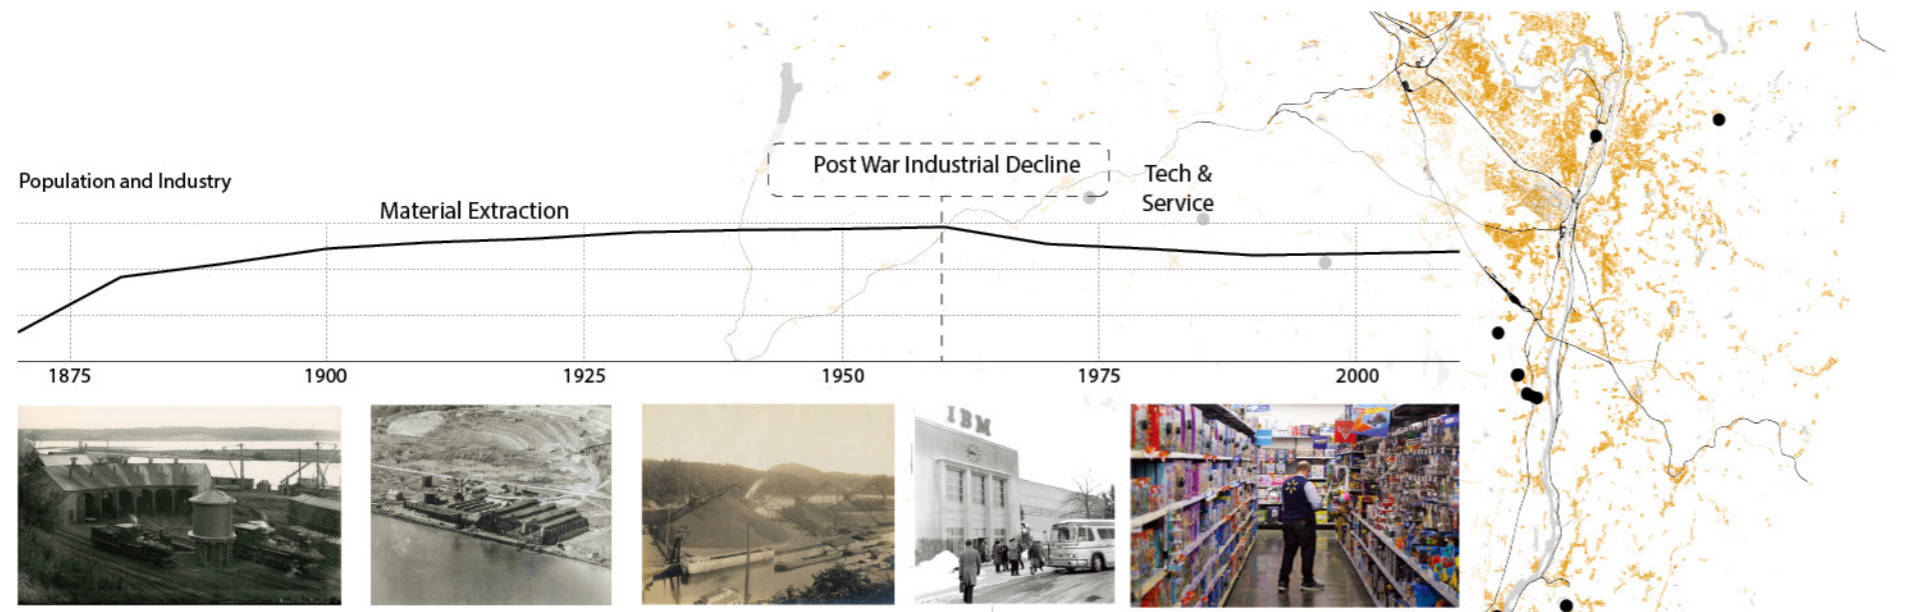 Population and Industry
Material Extraction
Post War Industrial Decline
Tech &
Service
1875
1900
1925
1950
1975
2000
IBM